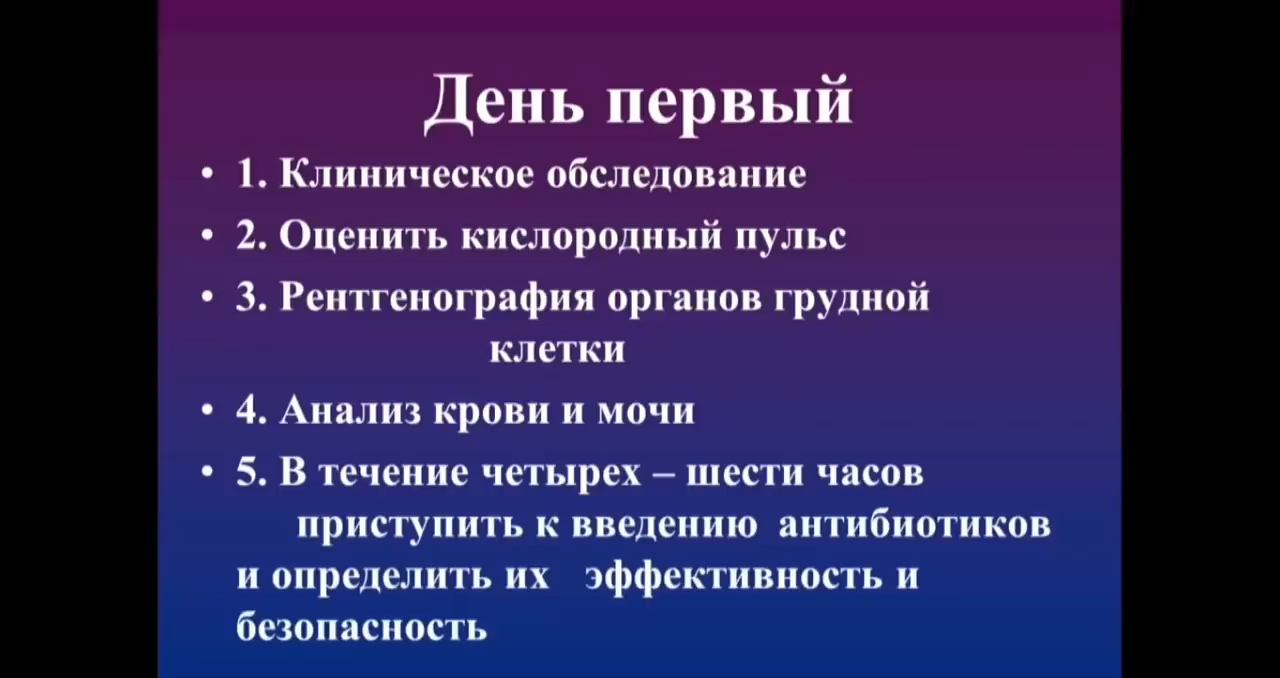 День первый
• 1. Клиническое обследование
• 2. Оценить кислородный пульс
• 3. Рентгенография органов грудной
клетки
• 4. Анализ крови и мочи
• 5. В течение четырех – шести часов
приступить к введению антибиотиков
и определить их эффективность и
безопасность